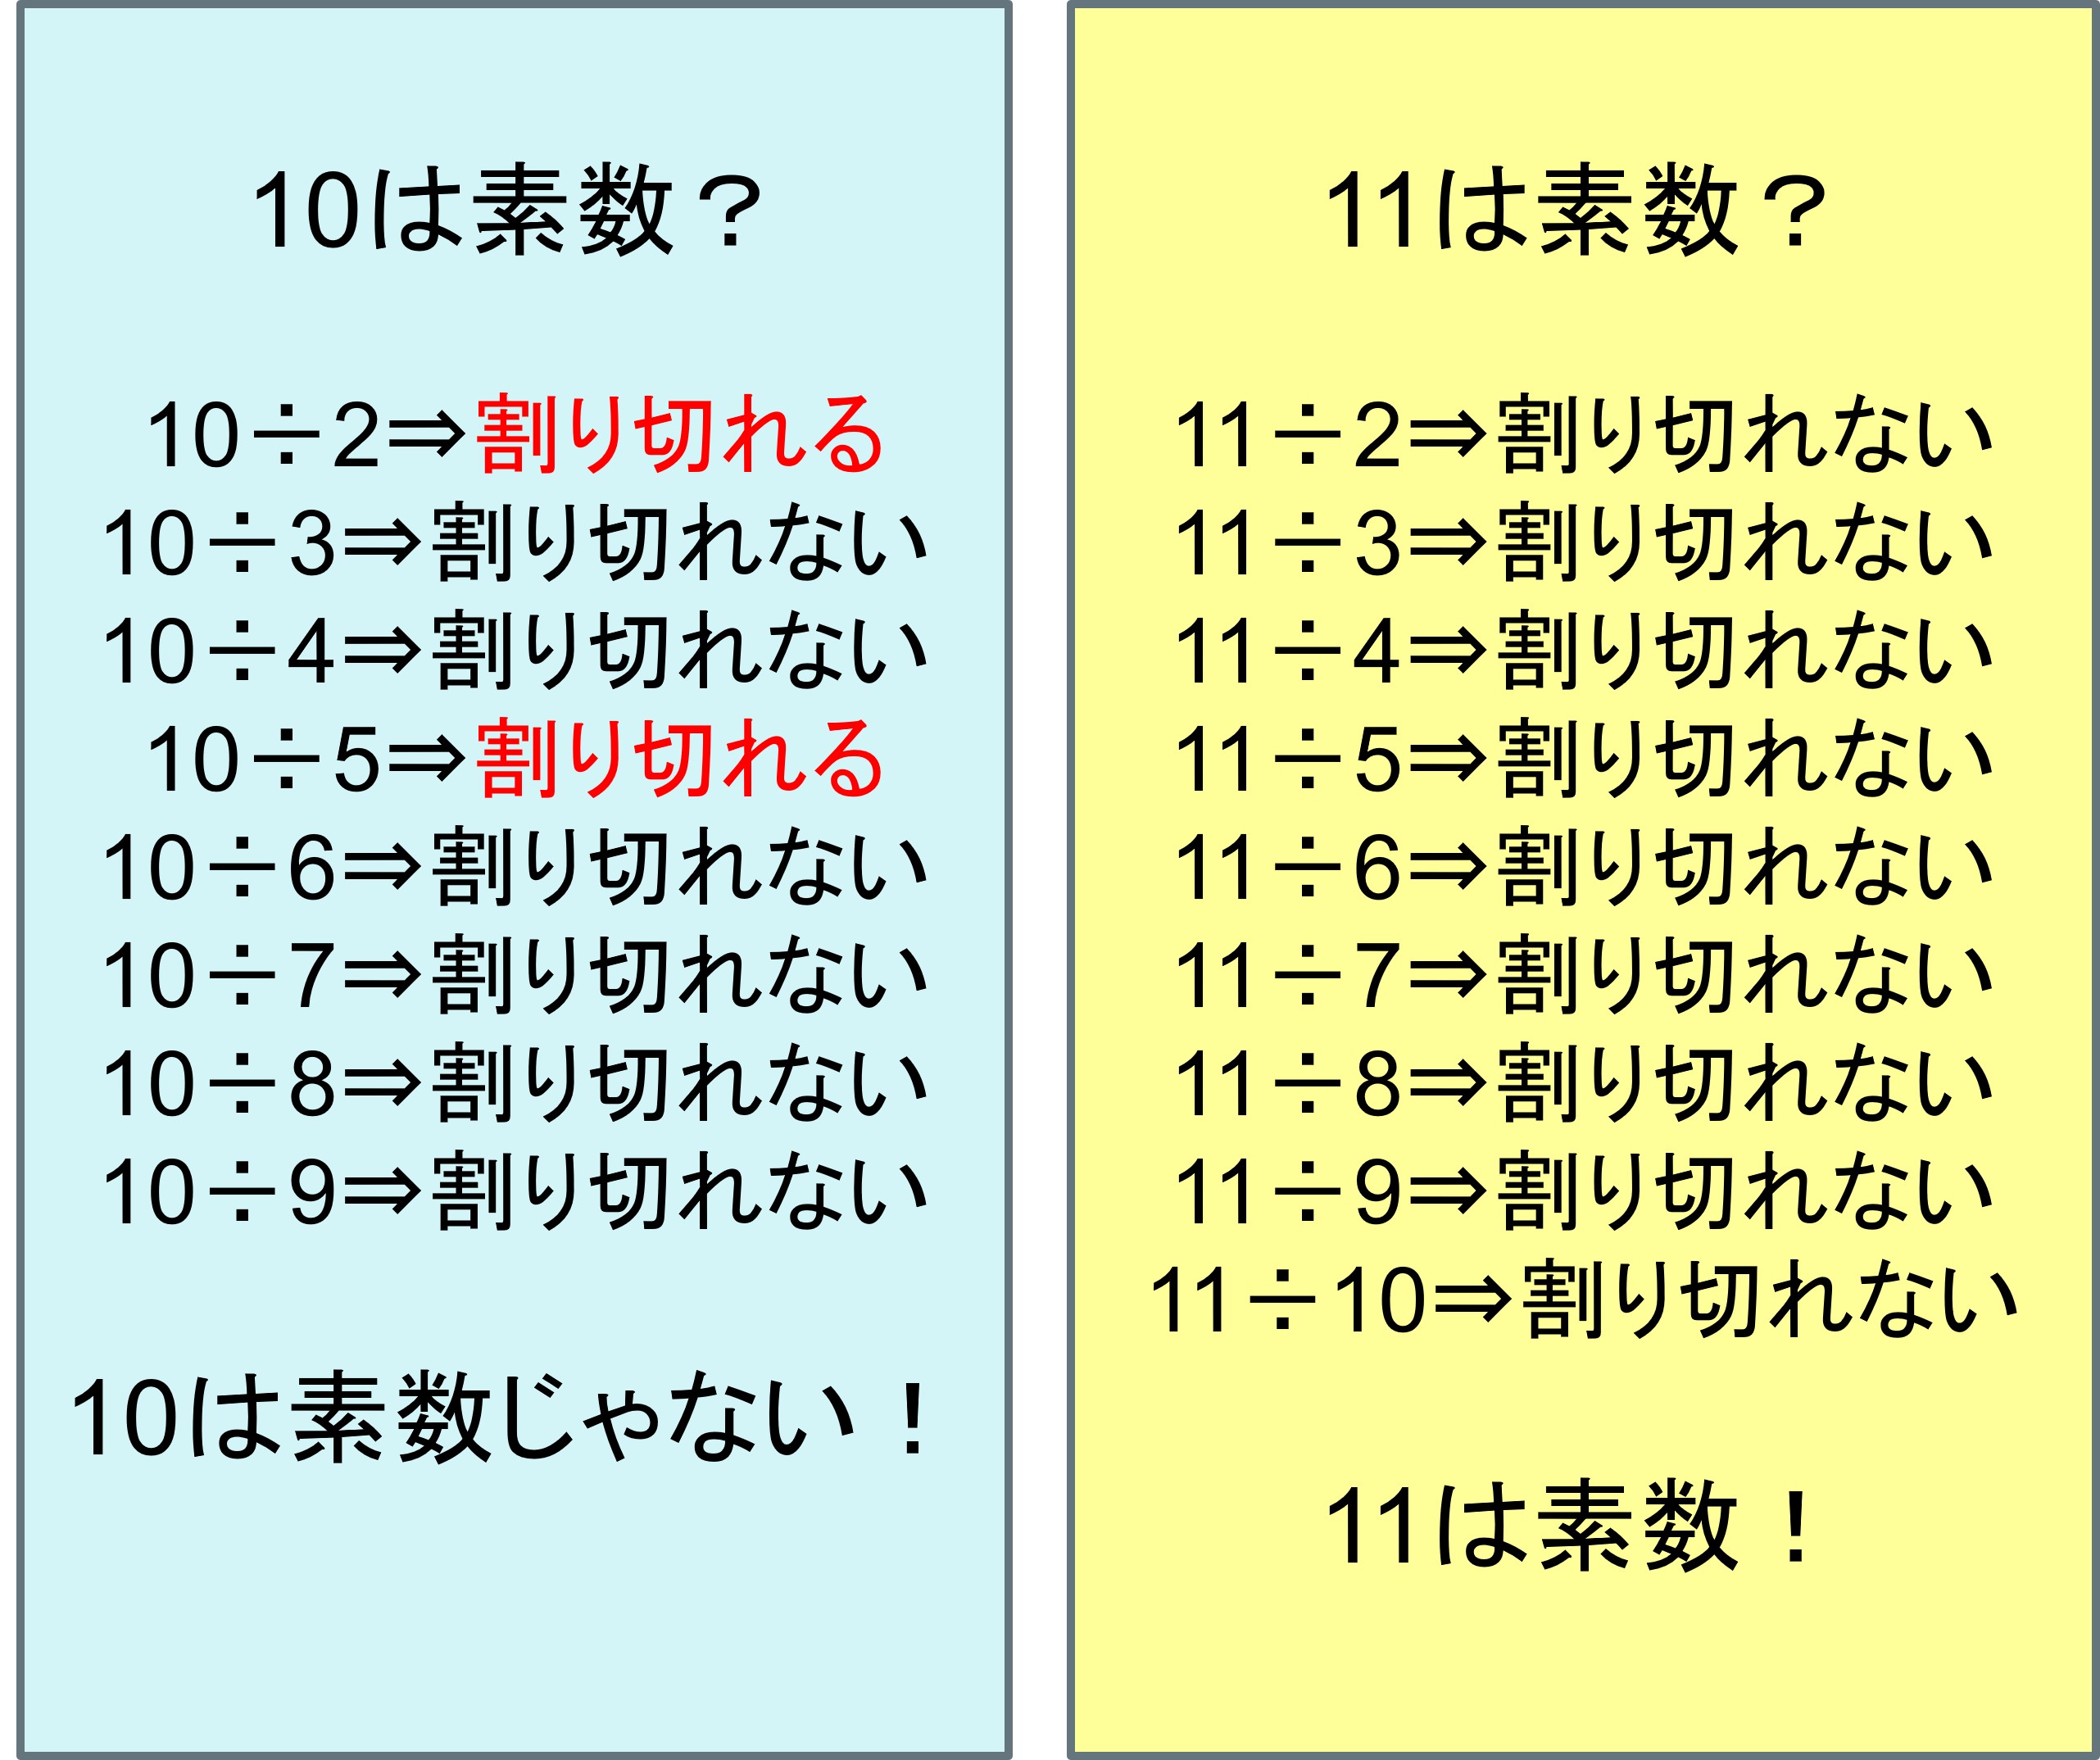 10は素数？
10÷2⇒割り切れる
10÷3⇒割り切れない
10÷4⇒割り切れない
10÷5⇒割り切れる
10÷6⇒割り切れない
10÷7⇒割り切れない
10÷8⇒割り切れない
10÷9⇒割り切れない
10は素数じゃない！
11は素数？
11÷2⇒割り切れない
11÷3⇒割り切れない
11÷4⇒割り切れない
11÷5⇒割り切れない
11÷6⇒割り切れない
11÷7⇒割り切れない
11÷8⇒割り切れない
11÷9⇒割り切れない
11÷10⇒割り切れない
11は素数！